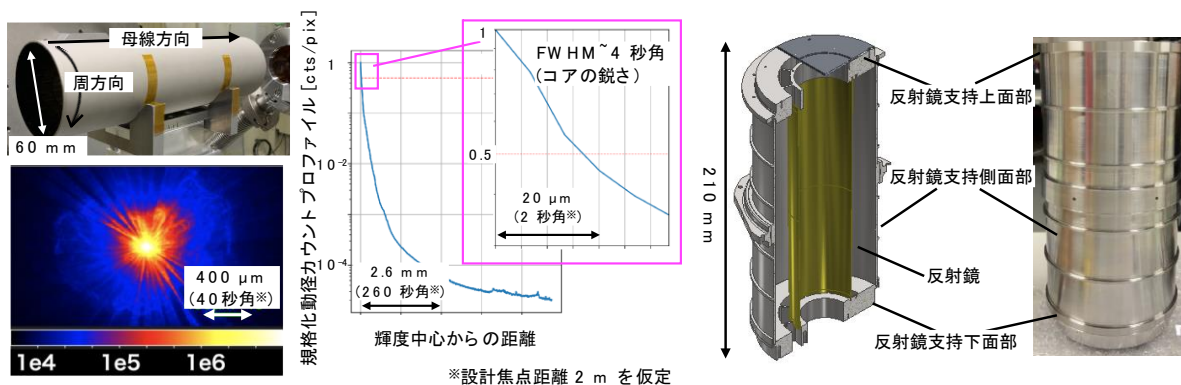 母線方向
周方向
60 mm
400 μm
(40秒角※)
1e4 1e5 1e6
規格化動径カウントプロファイル [cts/pix]
1
10⁻²
10⁻⁴
2.6 mm
(260 秒角※)
輝度中心からの距離
1
0.5
FWHM~4 秒角
(コアの鋭さ)
20 μm
(2 秒角※)
※設計焦点距離 2 m を仮定
210 mm
反射鏡支持上面部
反射鏡支持側面部
反射鏡
反射鏡支持下面部